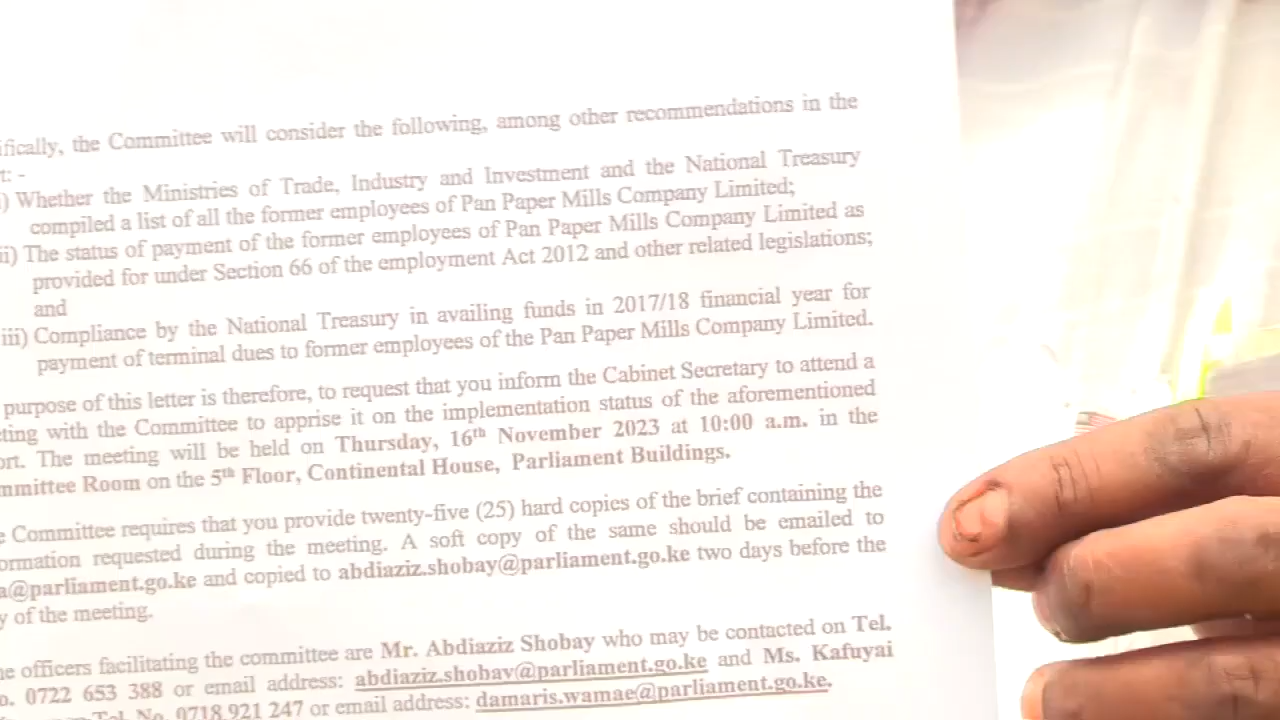 ifically, the Committee will consider the following, among other recommendations in the
t: -
i) Whether the Ministries of Trade, Industry and Investment and the National Treasury
compiled a list of all the former employees of Pan Paper Mills Company Limited;
ii) The status of payment of the former employees of Pan Paper Mills Company Limited as
provided for under Section 66 of the employment Act 2012 and other related legislations;
and
iii) Compliance by the National Treasury in availing funds in 2017/18 financial year for
payment of terminal dues to former employees of the Pan Paper Mills Company Limited.
purpose of this letter is therefore, to request that you inform the Cabinet Secretary to attend a
ting with the Committee to apprise it on the implementation status of the aforementioned
ort. The meeting will be held on Thursday, 16th November 2023 at 10:00 a.m. in the
mmittee Room on the 5th Floor, Continental House, Parliament Buildings.
e Committee requires that you provide twenty-five (25) hard copies of the brief containing the
ormation requested during the meeting. A soft copy of the same should be emailed to
a@parliament.go.ke and copied to abdiaziz.shobay@parliament.go.ke two days before the
y of the meeting.
he officers facilitating the committee are Mr. Abdiaziz Shobay who may be contacted on Tel.
o. 0722 653 388 or email address: abdiaziz.shobay@parliament.go.ke and Ms. Kafuyai
Tel. No. 0718 921 247 or email address: damaris.wamae@parliament.go.ke.